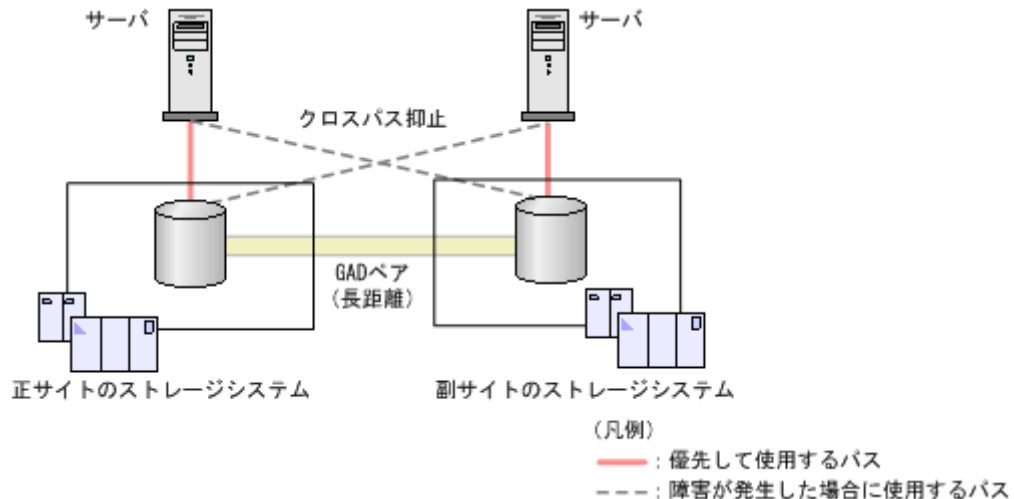 サーバ
サーバ
クロスパス抑止
GADペア
（長距離）
正サイトのストレージシステム
副サイトのストレージシステム
（凡例）
：優先して使用するパス
：障害が発生した場合に使用するパス